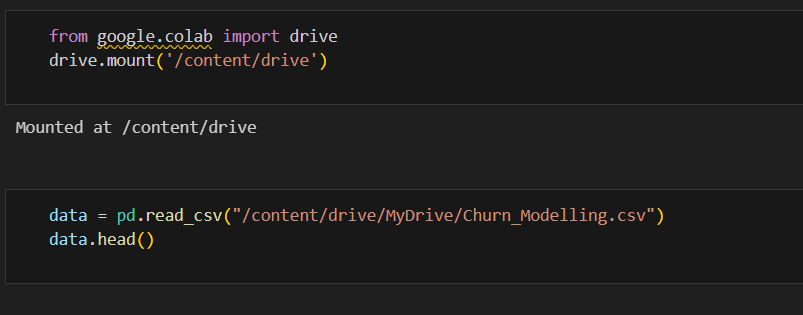 from google.colab import drive
drive.mount('/content/drive')
Mounted at /content/drive
data = pd.read_csv("/content/drive/MyDrive/Churn_Modelling.csv")
data.head()